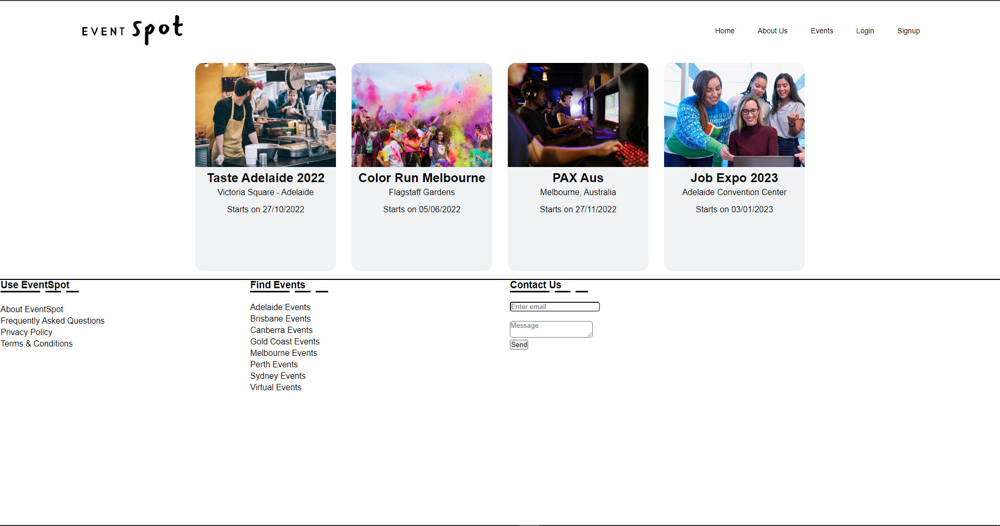 EVENT Spot
Home About Us Events Login Signup
the Franchise
Taste Adelaide 2022
Victoria Square - Adelaide
Starts on 27/10/2022
Color Run Melbourne
Flagstaff Gardens
Starts on 05/06/2022
PAX Aus
Melbourne, Australia
Starts on 27/11/2022
Job Expo 2023
Adelaide Convention Center
Starts on 03/01/2023
Use EventSpot
About EventSpot
Frequently Asked Questions
Privacy Policy
Terms & Conditions
Find Events
Adelaide Events
Brisbane Events
Canberra Events
Gold Coast Events
Melbourne Events
Perth Events
Sydney Events
Virtual Events
Contact Us
Enter email
Message
Send